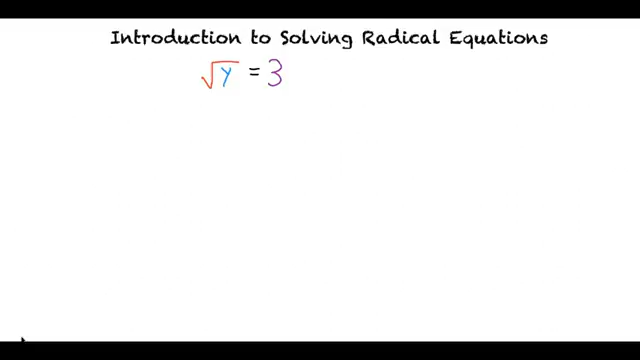 Introduction to Solving Radical Equations
√y = 3